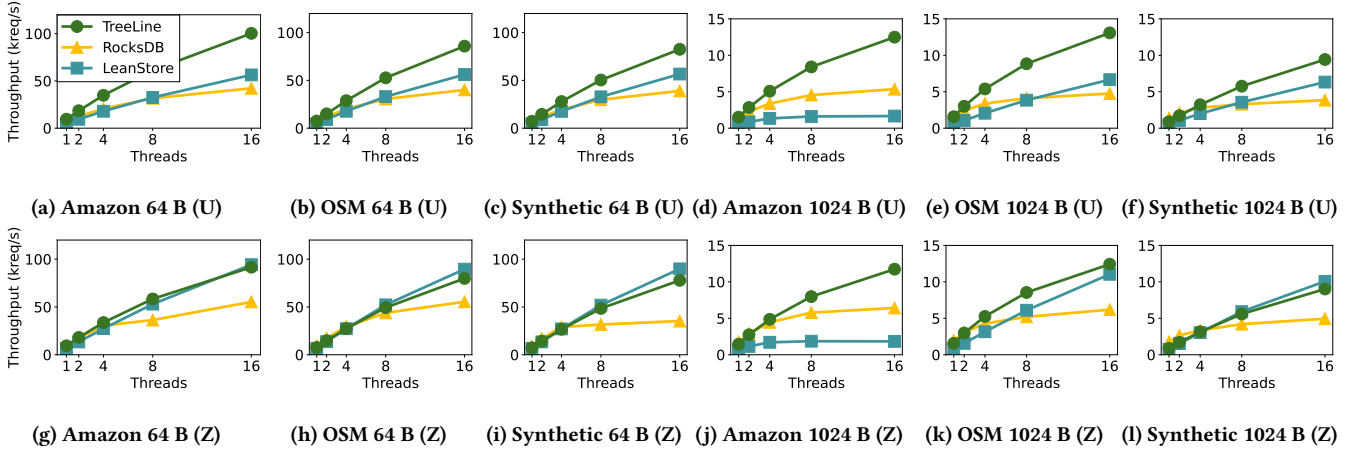 Throughput (kreq/s)
TreeLine
RocksDB
LeanStore
100
50
0
1 2 4 8 16
Threads
100
50
0
1 2 4 8 16
Threads
100
50
0
1 2 4 8 16
Threads
15
10
5
0
1 2 4 8 16
Threads
15
10
5
0
1 2 4 8 16
Threads
15
10
5
0
1 2 4 8 16
Threads
(a) Amazon 64 B (U)
(b) OSM 64 B (U)
(c) Synthetic 64 B (U)
(d) Amazon 1024 B (U)
(e) OSM 1024 B (U)
(f) Synthetic 1024 B (U)
Throughput (kreq/s)
100
50
0
1 2 4 8 16
Threads
100
50
0
1 2 4 8 16
Threads
100
50
0
1 2 4 8 16
Threads
15
10
5
0
1 2 4 8 16
Threads
15
10
5
0
1 2 4 8 16
Threads
15
10
5
0
1 2 4 8 16
Threads
(g) Amazon 64 B (Z)
(h) OSM 64 B (Z)
(i) Synthetic 64 B (Z)
(j) Amazon 1024 B (Z)
(k) OSM 1024 B (Z)
(l) Synthetic 1024 B (Z)